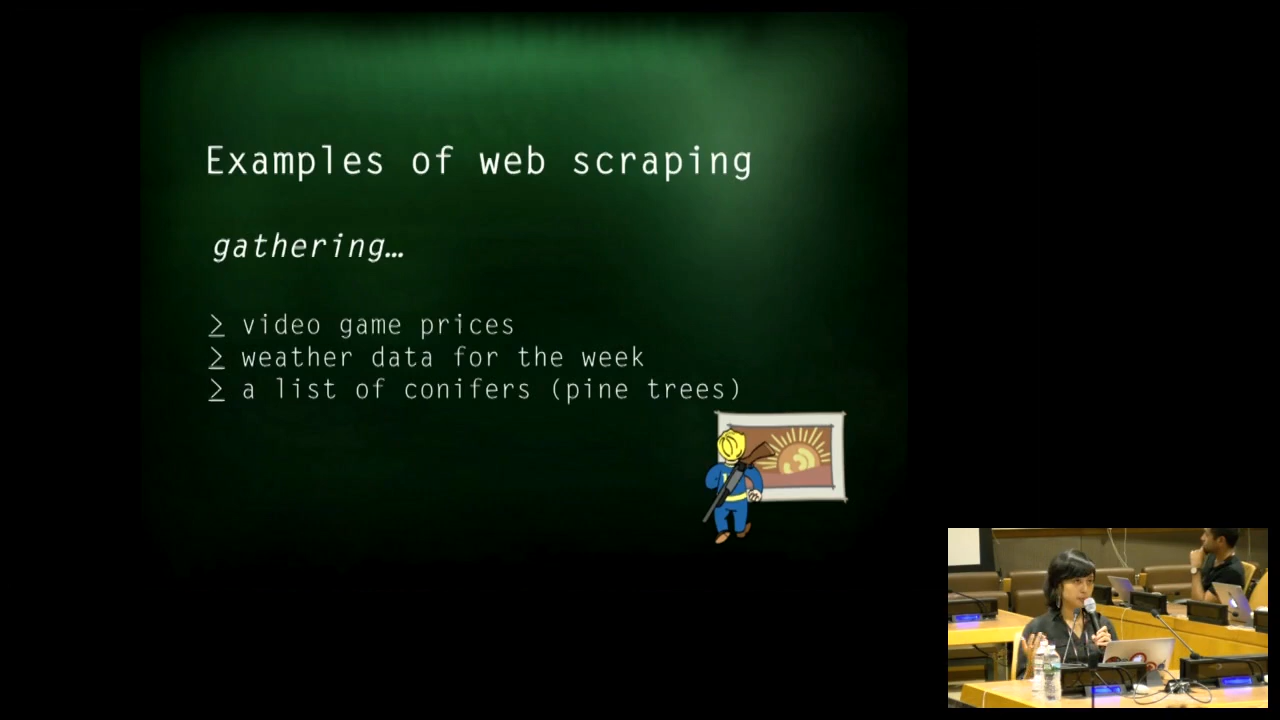 Examples of web scraping
gathering…
> video game prices
> weather data for the week
> a list of conifers (pine trees)